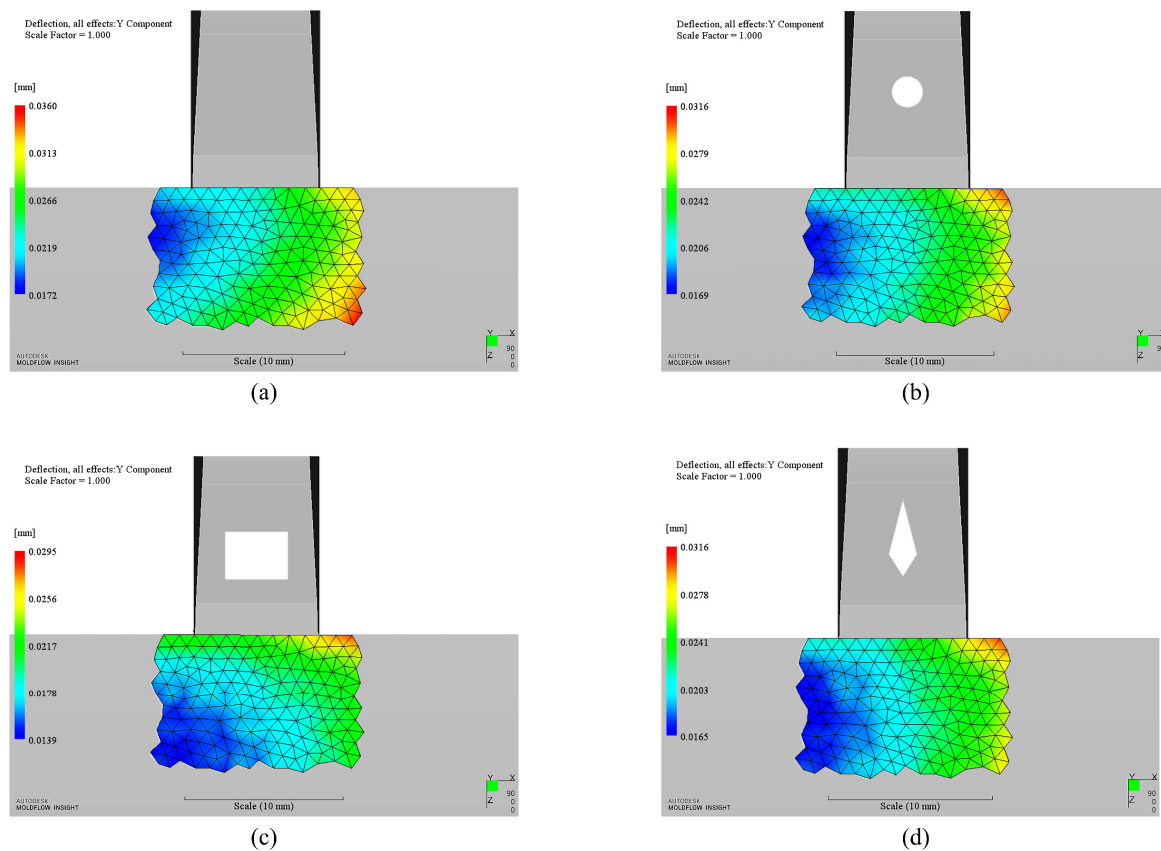 Deflection, all effects:Y Component
Scale Factor = 1.000
[mm]
0.0360
0.0313
0.0266
0.0219
0.0172
Scale (10 mm)
AUTODESK
MOLDFLOW INSIGHT
Y X
Z
90
0
0
(a)
Deflection, all effects:Y Component
Scale Factor = 1.000
[mm]
0.0316
0.0279
0.0242
0.0206
0.0169
Scale (10 mm)
AUTODESK
MOLDFLOW INSIGHT
Y
Z
9
(b)
Deflection, all effects:Y Component
Scale Factor = 1.000
[mm]
0.0295
0.0256
0.0217
0.0178
0.0139
Scale (10 mm)
AUTODESK
MOLDFLOW INSIGHT
Y X
Z
90
0
0
(c)
Deflection, all effects:Y Component
Scale Factor = 1.000
[mm]
0.0316
0.0278
0.0241
0.0203
0.0165
Scale (10 mm)
AUTODESK
MOLDFLOW INSIGHT
Y X
Z
90
0
0
(d)